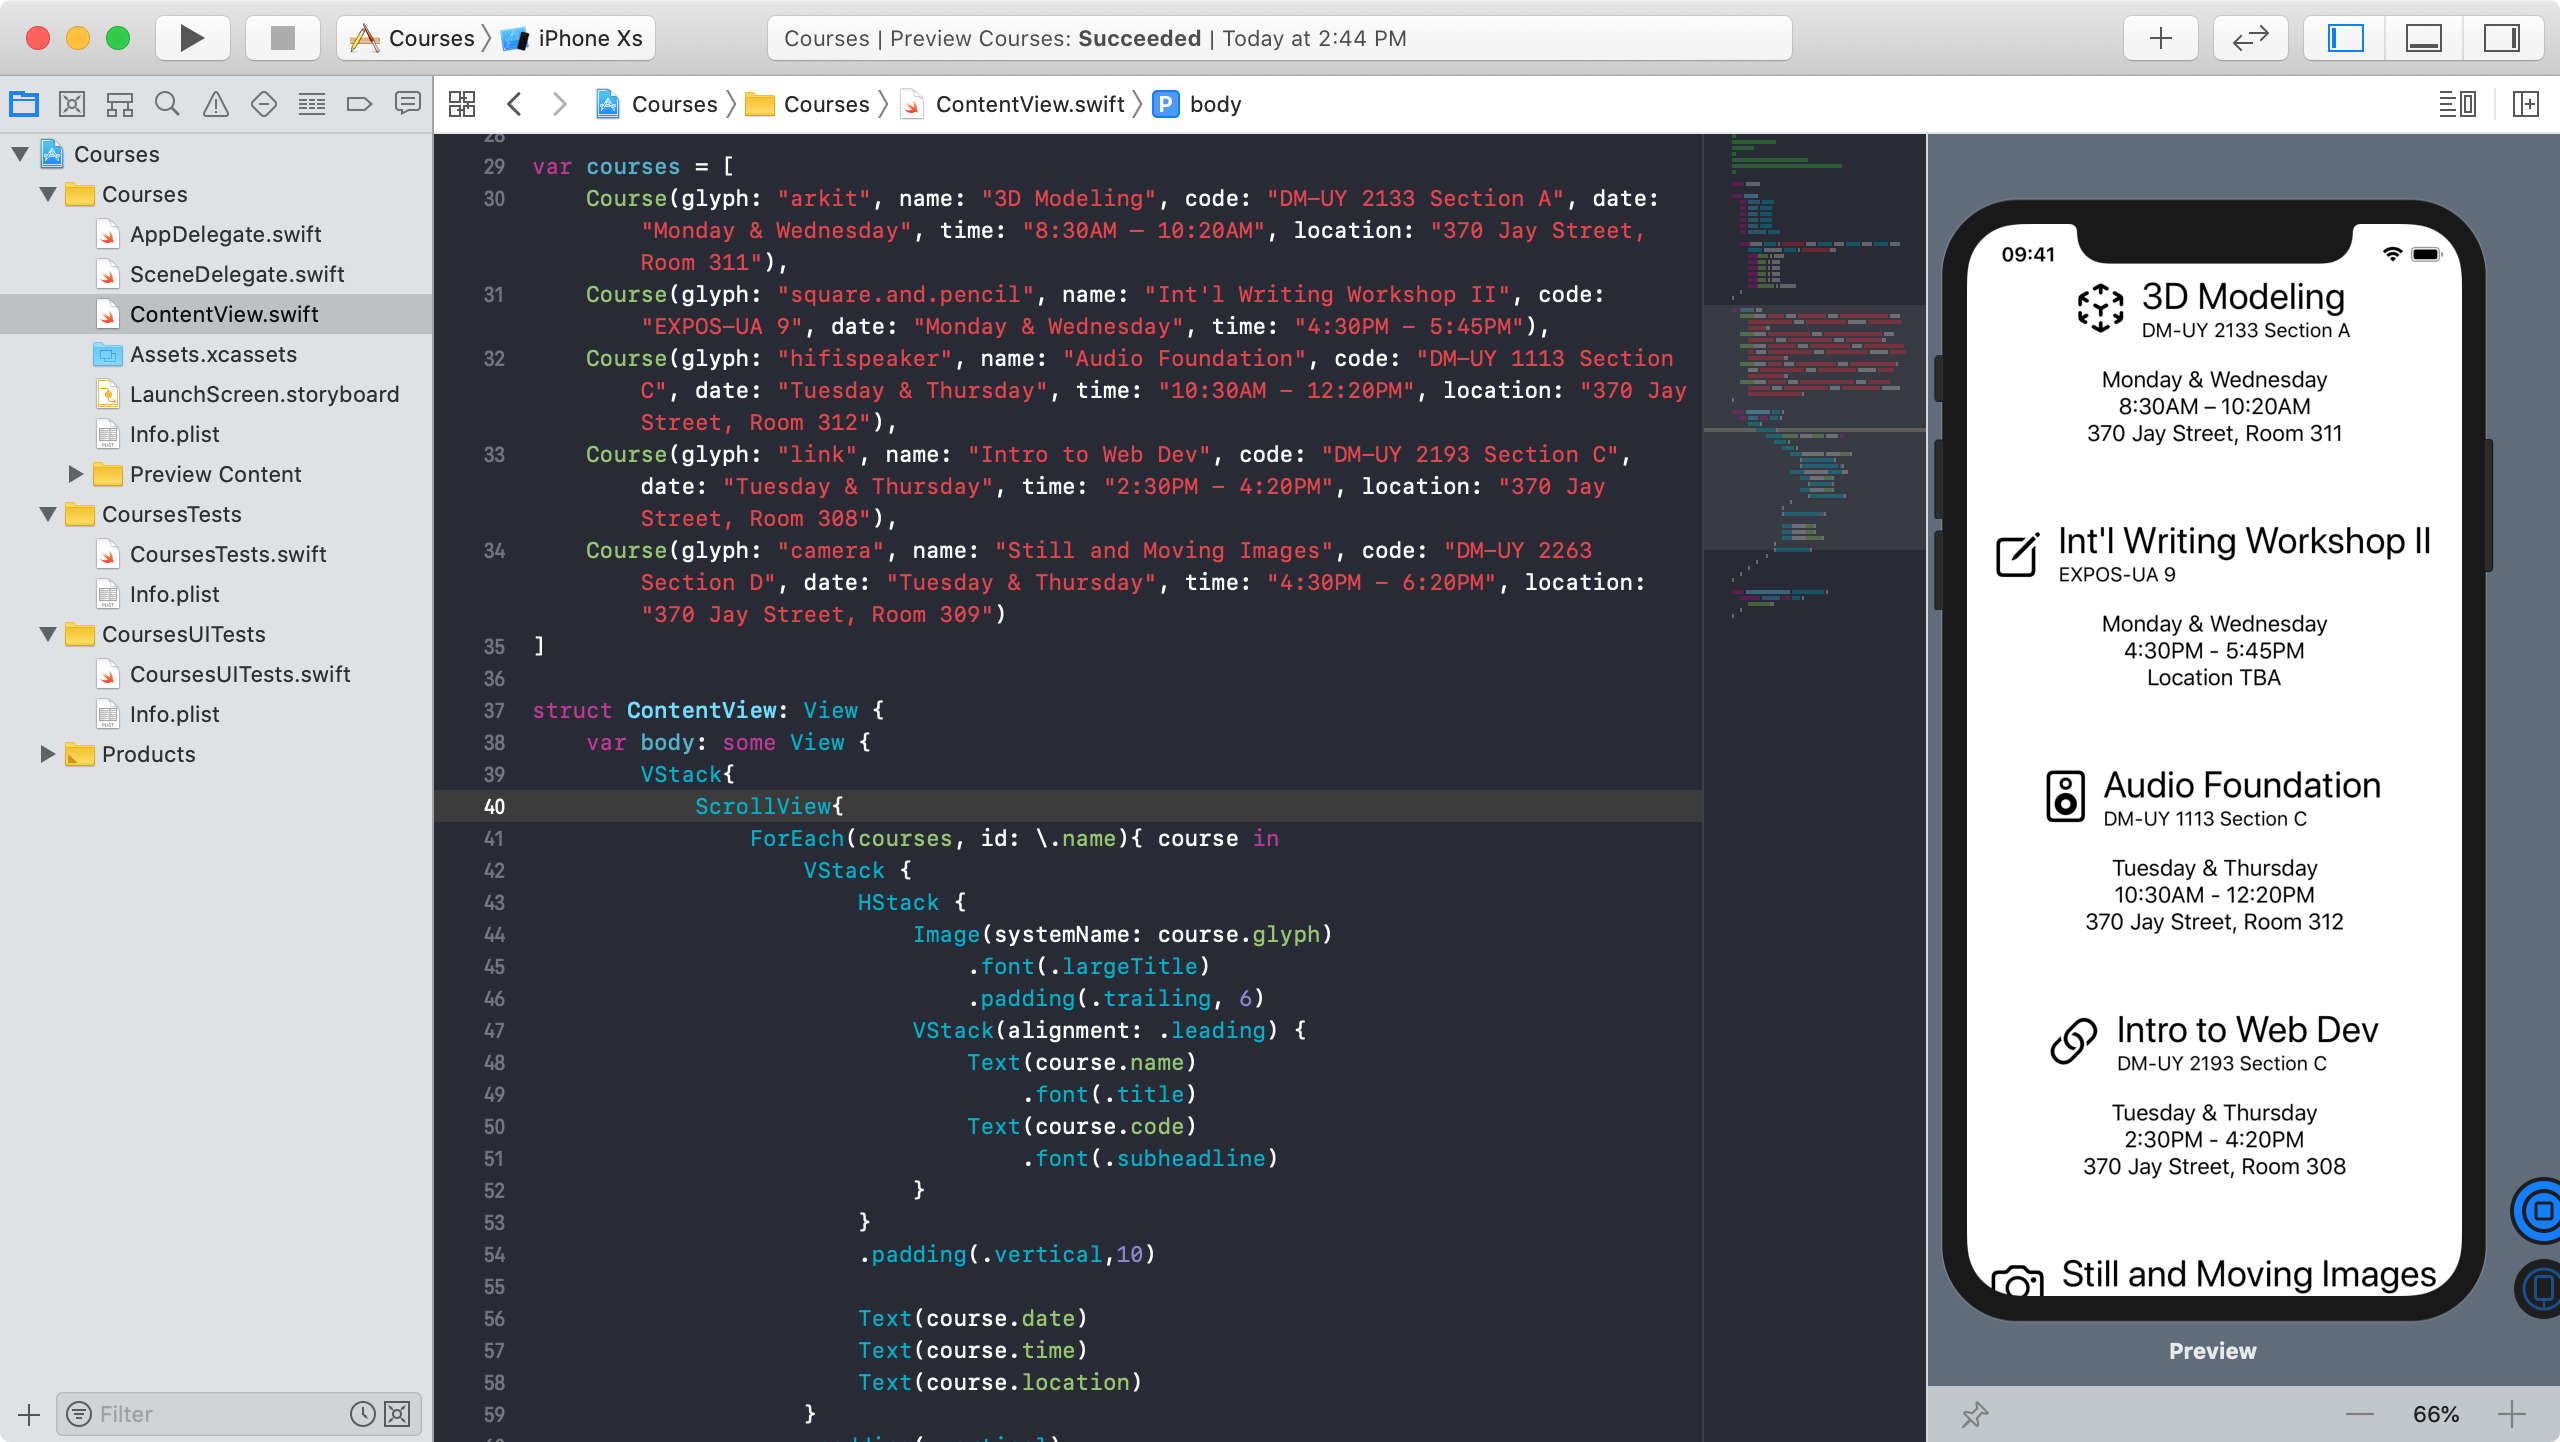 Courses
iPhone Xs
Courses | Preview Courses: Succeeded | Today at 2:44 PM
Courses
Courses
ContentView.swift
P
body
Courses
Courses
AppDelegate.swift
SceneDelegate.swift
ContentView.swift
Assets.xcassets
LaunchScreen.storyboard
Info.plist
Preview Content
CoursesTests
CoursesTests.swift
Info.plist
CoursesUITests
CoursesUITests.swift
Info.plist
Products
Filter
28
29 var courses = [
30 Course(glyph: "arkit", name: "3D Modeling", code: "DM-UY 2133 Section A", date:
"Monday & Wednesday", time: "8:30AM – 10:20AM", location: "370 Jay Street,
Room 311"),
31 Course(glyph: "square.and.pencil", name: "Int'l Writing Workshop II", code:
"EXPOS-UA 9", date: "Monday & Wednesday", time: "4:30PM - 5:45PM"),
32 Course(glyph: "hifispeaker", name: "Audio Foundation", code: "DM-UY 1113 Section
C", date: "Tuesday & Thursday", time: "10:30AM - 12:20PM", location: "370 Jay
Street, Room 312"),
33 Course(glyph: "link", name: "Intro to Web Dev", code: "DM-UY 2193 Section C",
date: "Tuesday & Thursday", time: "2:30PM - 4:20PM", location: "370 Jay
Street, Room 308"),
34 Course(glyph: "camera", name: "Still and Moving Images", code: "DM-UY 2263
Section D", date: "Tuesday & Thursday", time: "4:30PM - 6:20PM", location:
"370 Jay Street, Room 309")
35 ]
36
37 struct ContentView: View {
38 var body: some View {
39 VStack{
40 ScrollView{
41 ForEach(courses, id: \.name){ course in
42 VStack {
43 HStack {
44 Image(systemName: course.glyph)
45 .font(.largeTitle)
46 .padding(.trailing, 6)
47 VStack(alignment: .leading) {
48 Text(course.name)
49 .font(.title)
50 Text(course.code)
51 .font(.subheadline)
52 }
53 }
54 .padding(.vertical,10)
55
56 Text(course.date)
57 Text(course.time)
58 Text(course.location)
59 }
09:41
3D Modeling
DM-UY 2133 Section A
Monday & Wednesday
8:30AM – 10:20AM
370 Jay Street, Room 311
Int'l Writing Workshop II
EXPOS-UA 9
Monday & Wednesday
4:30PM - 5:45PM
Location TBA
Audio Foundation
DM-UY 1113 Section C
Tuesday & Thursday
10:30AM - 12:20PM
370 Jay Street, Room 312
Intro to Web Dev
DM-UY 2193 Section C
Tuesday & Thursday
2:30PM - 4:20PM
370 Jay Street, Room 308
Still and Moving Images
Preview
66%